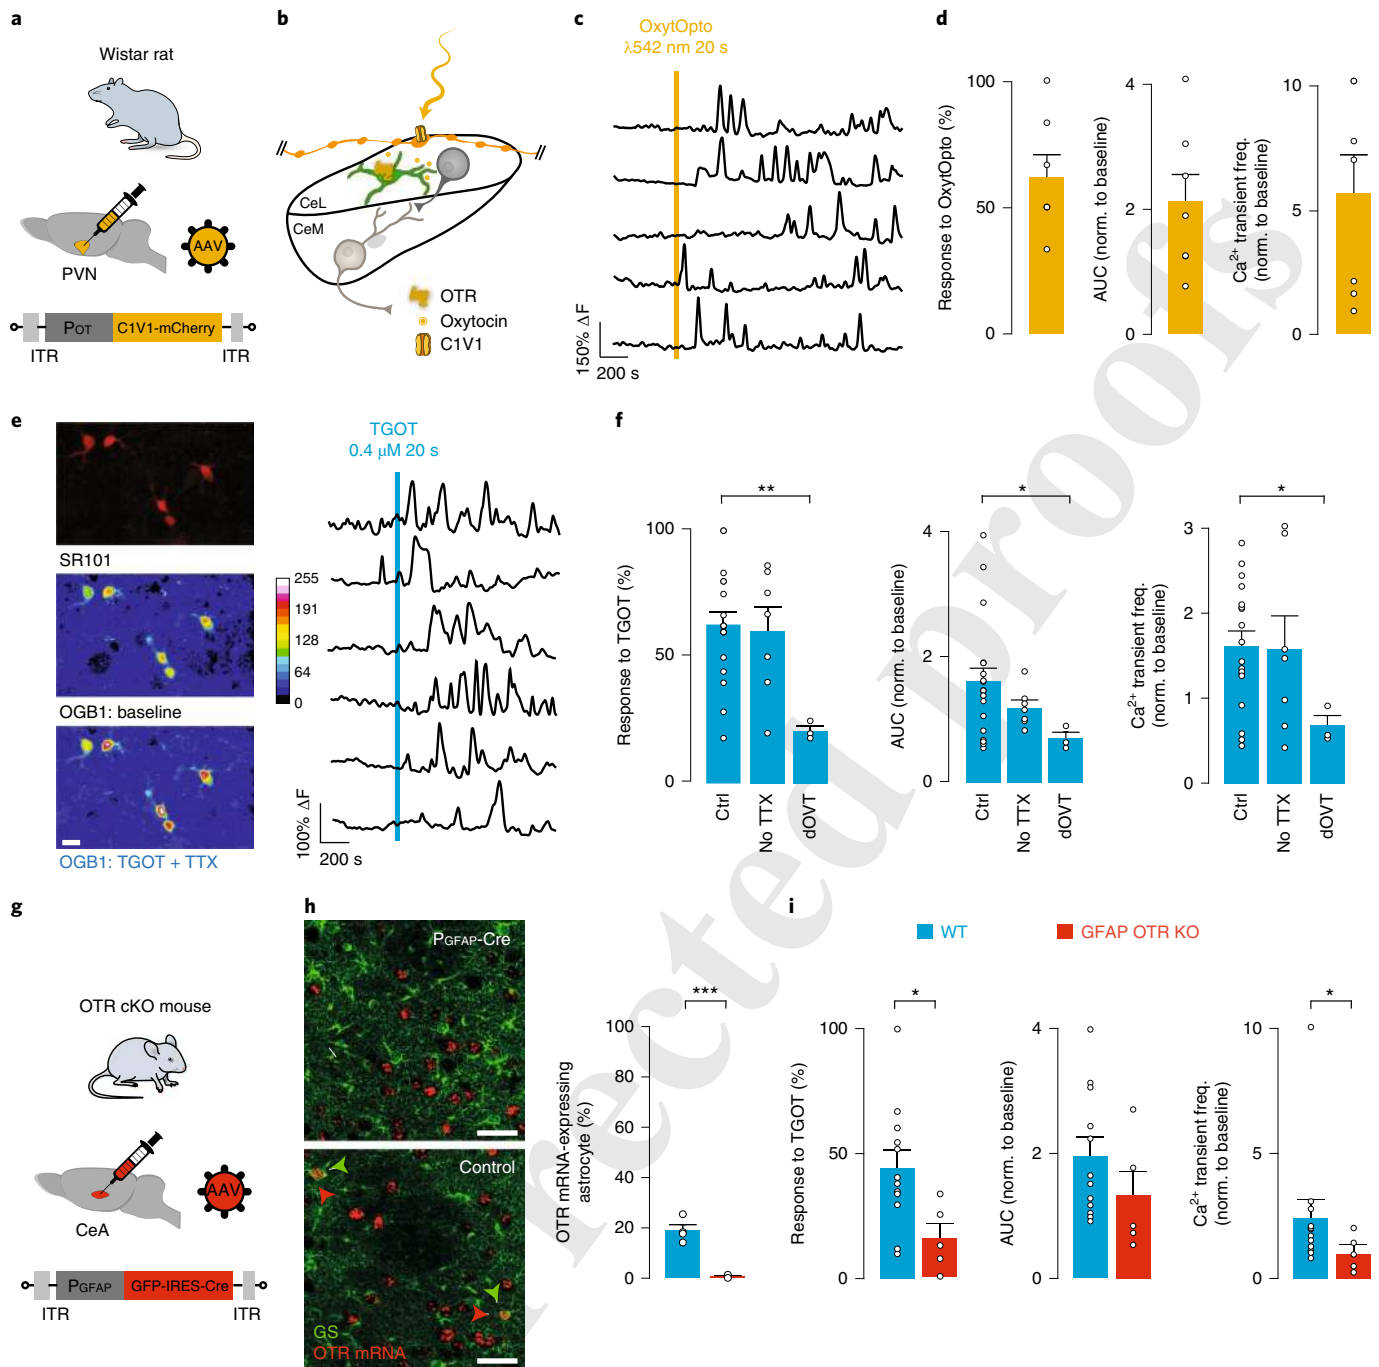 a
Wistar rat
PVN
AAV
POT
C1V1-mCherry
ITR
ITR
b
CeL
CeM
OTR
Oxytocin
C1V1
c
OxytOpto
λ542 nm 20 s
150% ΔF
200 s
d
Response to OxytOpto (%)
100
50
0
AUC (norm. to baseline)
4
2
0
Ca2+ transient freq.
(norm. to baseline)
10
5
0
e
SR101
OGB1: baseline
OGB1: TGOT + TTX
255
191
128
64
0
TGOT
0.4 μM 20 s
100% ΔF
200 s
f
Response to TGOT (%)
100
50
0
**
Ctrl
No TTX
dOVT
AUC (norm. to baseline)
4
2
0
*
Ctrl
No TTX
dOVT
Ca2+ transient freq.
(norm. to baseline)
3
2
1
0
*
Ctrl
No TTX
dOVT
g
OTR cKO mouse
CeA
AAV
PGFAP
GFP-IRES-Cre
ITR
ITR
h
PGFAP-Cre
Control
GS
OTR mRNA
OTR mRNA-expressing
astrocyte (%)
100
80
60
40
20
0
***
i
WT
GFAP OTR KO
Response to TGOT (%)
100
50
0
*
AUC (norm. to baseline)
4
2
0
Ca2+ transient freq.
(norm. to baseline)
10
5
0
*
rrected proofs